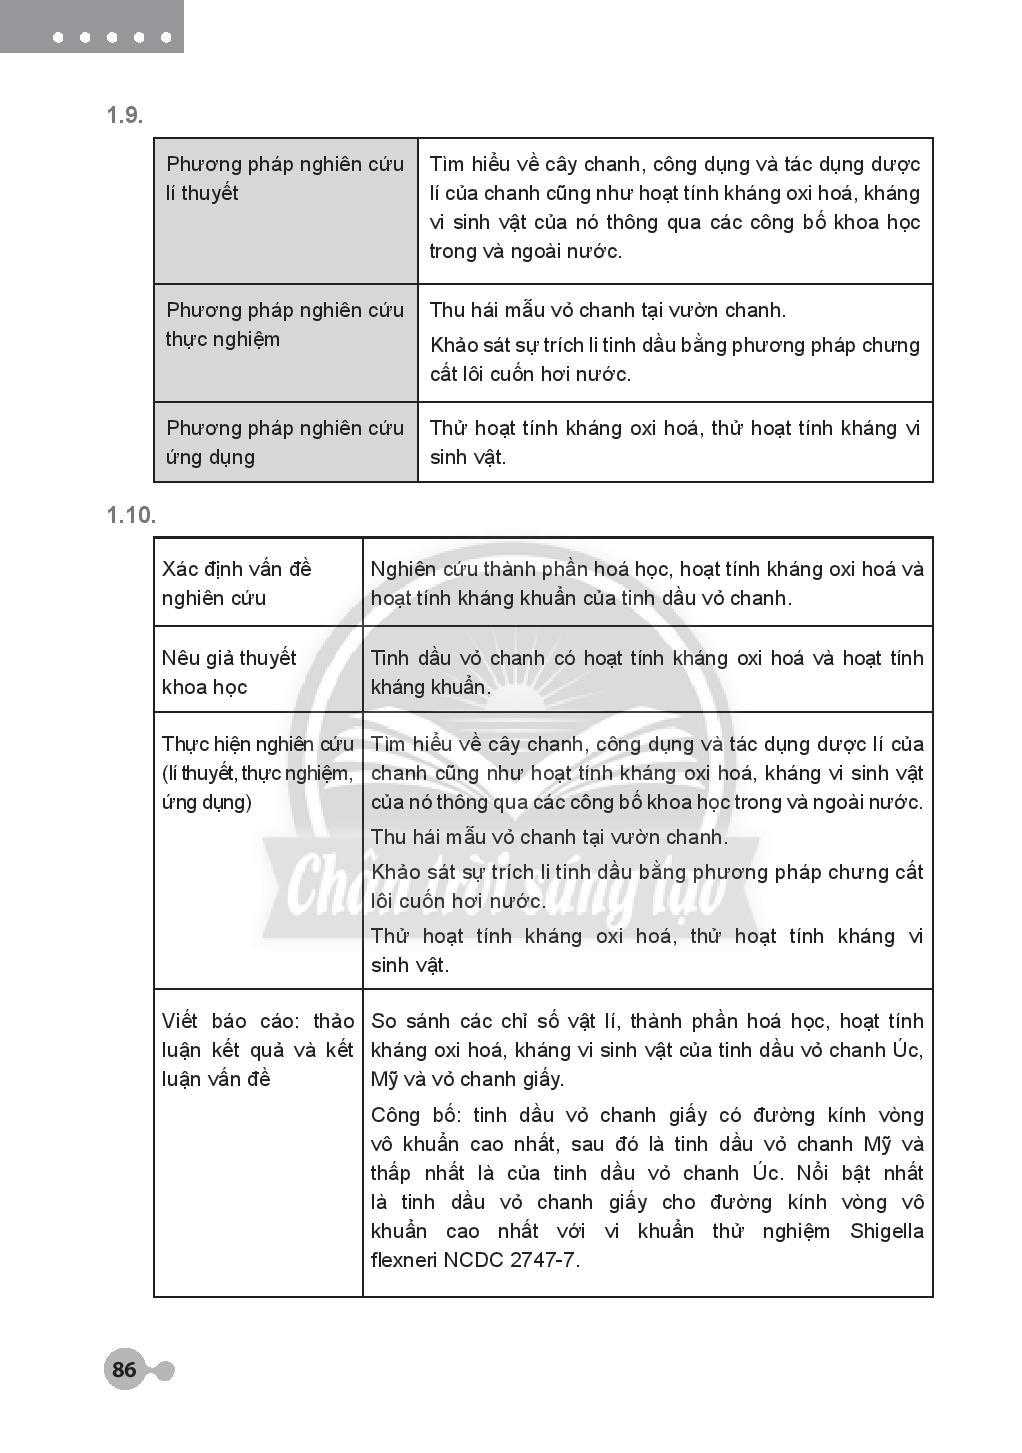 1.9.
Phương pháp nghiên cứu
lí thuyết
Tìm hiểu về cây chanh, công dụng và tác dụng dược
lí của chanh cũng như hoạt tính kháng oxi hoá, kháng
vi sinh vật của nó thông qua các công bố khoa học
trong và ngoài nước.
Phương pháp nghiên cứu
thực nghiệm
Thu hái mẫu vỏ chanh tại vườn chanh.
Khảo sát sự trích li tinh dầu bằng phương pháp chưng
cất lôi cuốn hơi nước.
Phương pháp nghiên cứu
ứng dụng
Thử hoạt tính kháng oxi hoá, thử hoạt tính kháng vi
sinh vật.
1.10.
Xác định vấn đề
nghiên cứu
Nghiên cứu thành phần hoá học, hoạt tính kháng oxi hoá và
hoạt tính kháng khuẩn của tinh dầu vỏ chanh.
Nêu giả thuyết
khoa học
Tinh dầu vỏ chanh có hoạt tính kháng oxi hoá và hoạt tính
kháng khuẩn.
Thực hiện nghiên cứu
(lí thuyết, thực nghiệm,
ứng dụng)
Tìm hiểu về cây chanh, công dụng và tác dụng dược lí của
chanh cũng như hoạt tính kháng oxi hoá, kháng vi sinh vật
của nó thông qua các công bố khoa học trong và ngoài nước.
Thu hái mẫu vỏ chanh tại vườn chanh.
Khảo sát sự trích li tinh dầu bằng phương pháp chưng cất
lôi cuốn hơi nước.
Thử hoạt tính kháng oxi hoá, thử hoạt tính kháng vi
sinh vật.
Viết báo cáo: thảo
luận kết quả và kết
luận vấn đề
So sánh các chỉ số vật lí, thành phần hoá học, hoạt tính
kháng oxi hoá, kháng vi sinh vật của tinh dầu vỏ chanh Úc,
Mỹ và vỏ chanh giấy.
Công bố: tinh dầu vỏ chanh giấy có đường kính vòng
vô khuẩn cao nhất, sau đó là tinh dầu vỏ chanh Mỹ và
thấp nhất là của tinh dầu vỏ chanh Úc. Nổi bật nhất
là tinh dầu vỏ chanh giấy cho đường kính vòng vô
khuẩn cao nhất với vi khuẩn thử nghiệm Shigella
flexneri NCDC 2747-7.
Chân trời sáng tạo
86